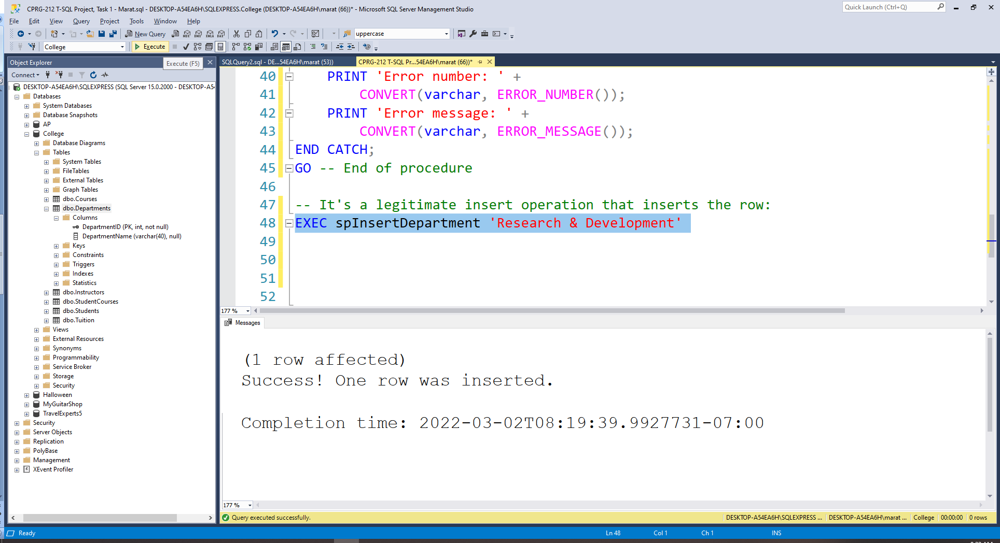 CPRG-212 T-SQL Project, Task 1 - Marat.sql - DESKTOP-A54EA6H\SQLEXPRESS.College (DESKTOP-A54EA6H\marat (66))* - Microsoft SQL Server Management Studio
Quick Launch (Ctrl+Q)
File Edit View Query Project Tools Window Help
New Query
MDX DMX XMLA DAX
uppercase
College
Execute
Object Explorer
Execute (F5)
Connect
DESKTOP-A54EA6H\SQLEXPRESS (SQL Server 15.0.2000 - DESKTOP-A54
Databases
System Databases
Database Snapshots
AP
College
Database Diagrams
Tables
System Tables
FileTables
External Tables
Graph Tables
dbo.Courses
dbo.Departments
Columns
DepartmentID (PK, int, not null)
DepartmentName (varchar(40), null)
Keys
Constraints
Triggers
Indexes
Statistics
dbo.Instructors
dbo.StudentCourses
dbo.Students
dbo.Tuition
Views
External Resources
Synonyms
Programmability
Service Broker
Storage
Security
Halloween
MyGuitarShop
TravelExperts5
Security
Server Objects
Replication
PolyBase
Management
XEvent Profiler
SQLQuery2.sql - DE...54EA6H\marat (53))
CPRG-212 T-SQL Pr...54EA6H\marat (66))*
40 PRINT 'Error number: ' +
41 CONVERT(varchar, ERROR_NUMBER());
42 PRINT 'Error message: ' +
43 CONVERT(varchar, ERROR_MESSAGE());
44 END CATCH;
45 GO -- End of procedure
46
47 -- It's a legitimate insert operation that inserts the row:
48 EXEC spInsertDepartment 'Research & Development'
49
50
51
52
177 %
Messages
(1 row affected)
Success! One row was inserted.
Completion time: 2022-03-02T08:19:39.9927731-07:00
177 %
Query executed successfully.
DESKTOP-A54EA6H\SQLEXPRESS ... DESKTOP-A54EA6H\marat ... College 00:00:00 0 rows
Ready
Ln 48 Col 1 Ch 1 INS